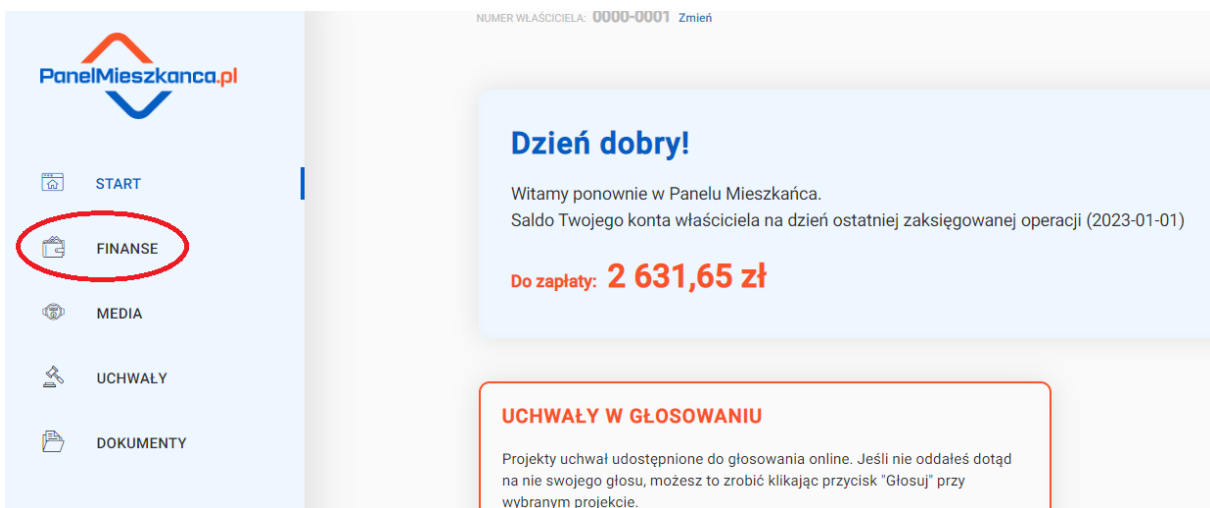 NUMER WŁAŚCICIELA: 0000-0001 Zmień
PanelMieszkanca.pl
START
FINANSE
MEDIA
UCHWAŁY
DOKUMENTY
Dzień dobry!
Witamy ponownie w Panelu Mieszkańca.
Saldo Twojego konta właściciela na dzień ostatniej zaksięgowanej operacji (2023-01-01)
Do zapłaty: 2 631,65 zł
UCHWAŁY W GŁOSOWANIU
Projekty uchwał udostępnione do głosowania online. Jeśli nie oddałeś dotąd
na nie swojego głosu, możesz to zrobić klikając przycisk "Głosuj" przy
wybranym projekcie.